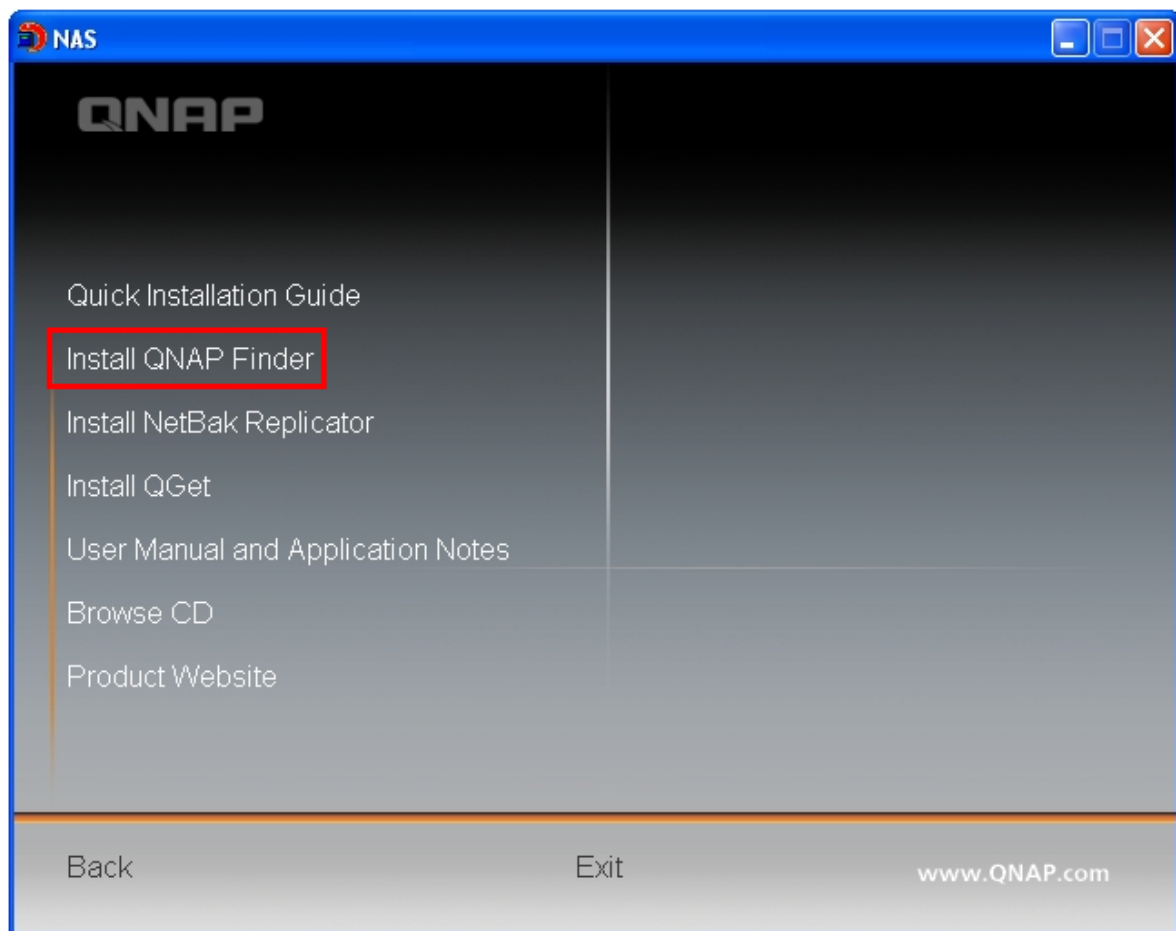 NAS
QNAP
Quick Installation Guide
Install QNAP Finder
Install NetBak Replicator
Install QGet
User Manual and Application Notes
Browse CD
Product Website
Back Exit www.QNAP.com